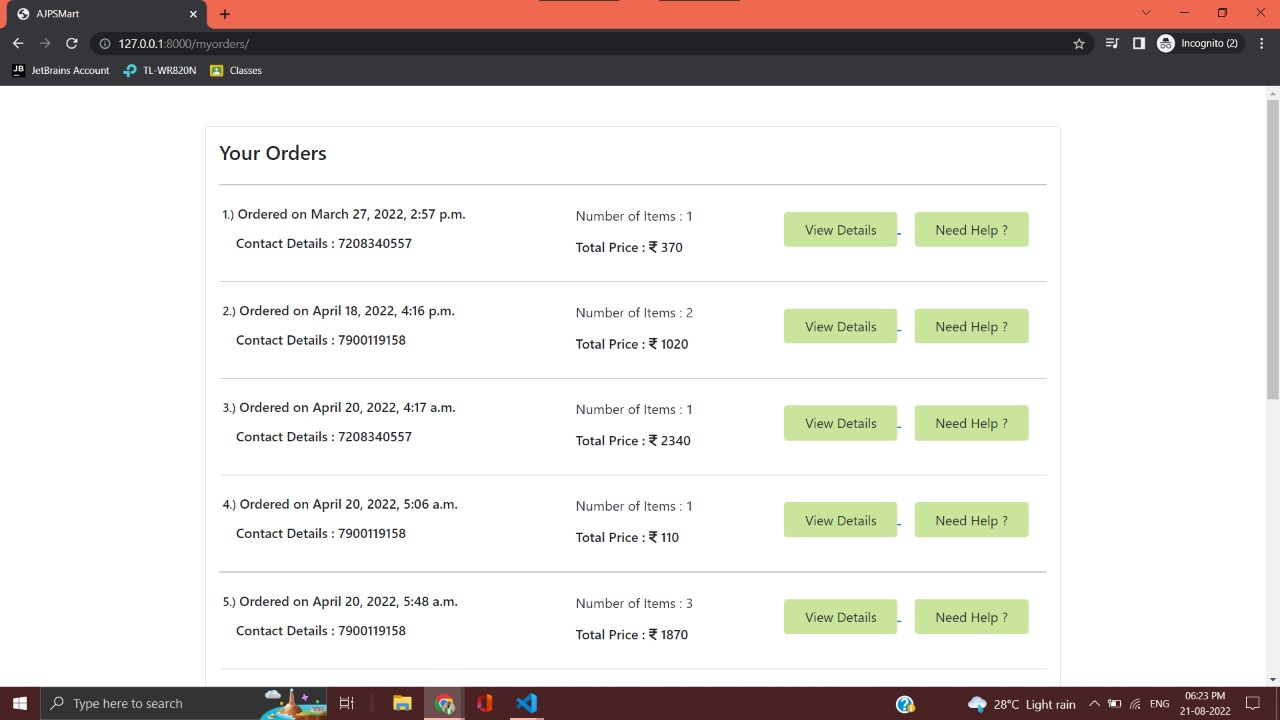 AJPSMart
127.0.0.1:8000/myorders/
Incognito (2)
JB JetBrains Account TL-WR820N Classes
Your Orders
1.) Ordered on March 27, 2022, 2:57 p.m.
Contact Details : 7208340557
Number of Items : 1
Total Price : ₹ 370
View Details Need Help ?
2.) Ordered on April 18, 2022, 4:16 p.m.
Contact Details : 7900119158
Number of Items : 2
Total Price : ₹ 1020
View Details Need Help ?
3.) Ordered on April 20, 2022, 4:17 a.m.
Contact Details : 7208340557
Number of Items : 1
Total Price : ₹ 2340
View Details Need Help ?
4.) Ordered on April 20, 2022, 5:06 a.m.
Contact Details : 7900119158
Number of Items : 1
Total Price : ₹ 110
View Details Need Help ?
5.) Ordered on April 20, 2022, 5:48 a.m.
Contact Details : 7900119158
Number of Items : 3
Total Price : ₹ 1870
View Details Need Help ?
Type here to search
28°C Light rain
ENG
06:23 PM
21-08-2022